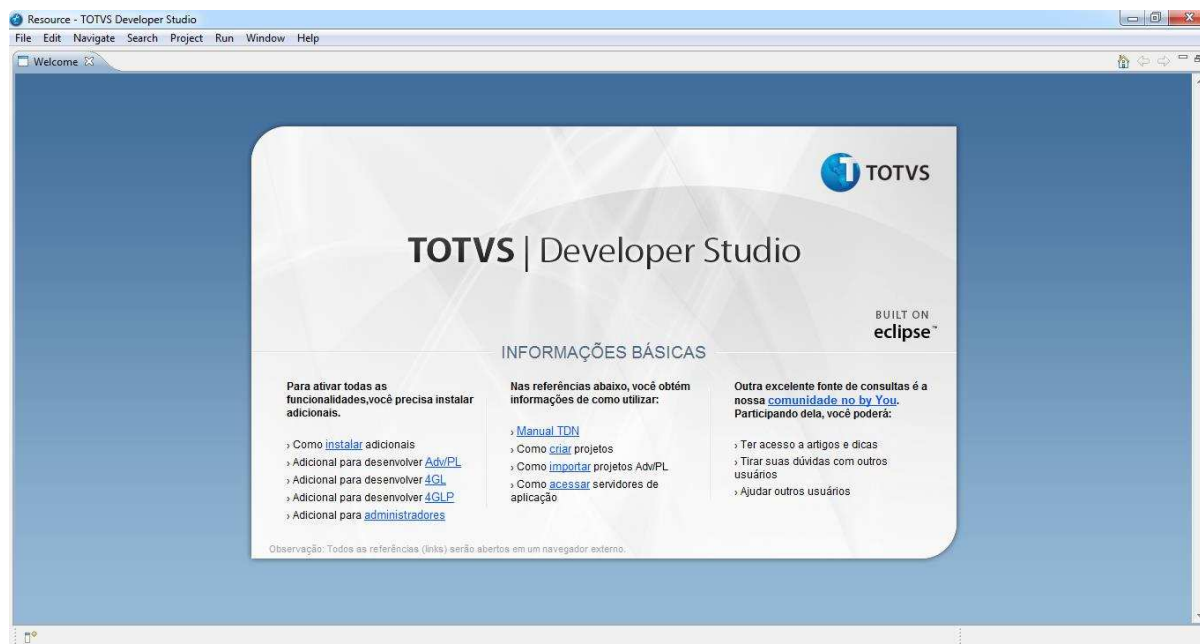 Resource - TOTVS Developer Studio
File Edit Navigate Search Project Run Window Help
Welcome
TOTVS
TOTVS | Developer Studio
BUILT ON
eclipse™
INFORMAÇÕES BÁSICAS
Para ativar todas as
funcionalidades,você precisa instalar
adicionais.
› Como instalar adicionais
› Adicional para desenvolver Adv/PL
› Adicional para desenvolver 4GL
› Adicional para desenvolver 4GLP
› Adicional para administradores
Nas referências abaixo, você obtém
informações de como utilizar:
› Manual TDN
› Como criar projetos
› Como importar projetos Adv/PL
› Como acessar servidores de
aplicação
Outra excelente fonte de consultas é a
nossa comunidade no by You.
Participando dela, você poderá:
› Ter acesso a artigos e dicas
› Tirar suas dúvidas com outros
usuários
› Ajudar outros usuários
Observação: Todos as referências (links) serão abertos em um navegador externo.